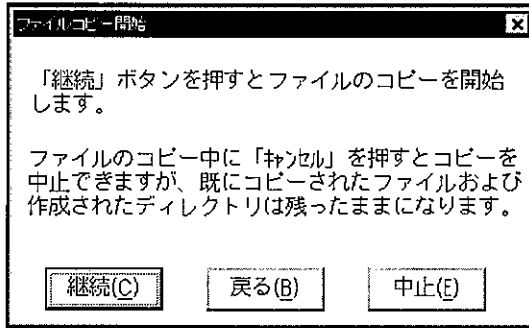 ファイルコピー開始
「継続」ボタンを押すとファイルのコピーを開始
します。
ファイルのコピー中に「ｷｬﾝｾﾙ」を押すとコピーを
中止できますが、既にコピーされたファイルおよび
作成されたディレクトリは残ったままになります。
継続(C) 戻る(B) 中止(E)